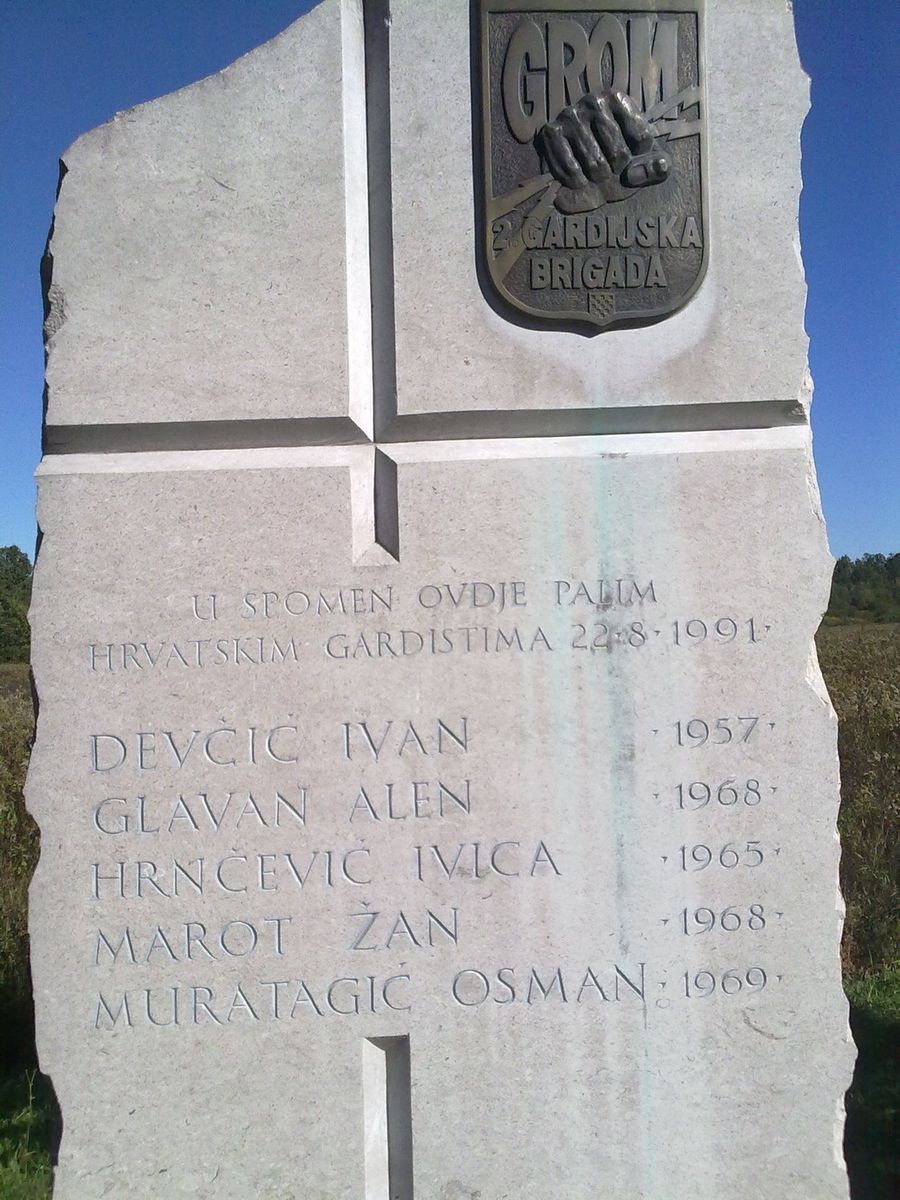 GROM
2. GARDIJSKA
BRIGADA
U SPOMEN OVDJE PALIM
HRVATSKIM GARDISTIMA 22·8·1991·
DEVČIĆ IVAN ·1957·
GLAVAN ALEN ·1968·
HRNČEVIĆ IVICA ·1965·
MAROT ŽAN ·1968·
MURATAGIĆ OSMAN ·1969·